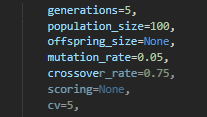 generations=5,
population_size=100,
offspring_size=None,
mutation_rate=0.05,
crossover_rate=0.75,
scoring=None,
cv=5,